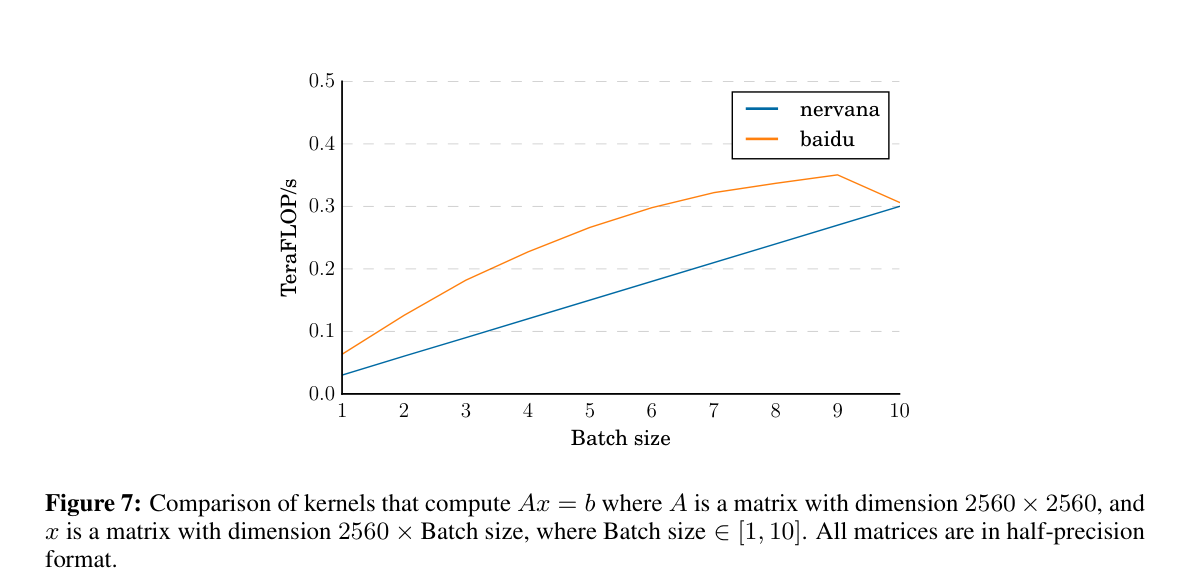 0.5
0.4
0.3
0.2
0.1
0.0
TeraFLOP/s
nervana
baidu
1 2 3 4 5 6 7 8 9 10
Batch size
Figure 7: Comparison of kernels that compute Ax = b where A is a matrix with dimension 2560 × 2560, and
x is a matrix with dimension 2560 × Batch size, where Batch size ∈ [1, 10]. All matrices are in half-precision
format.